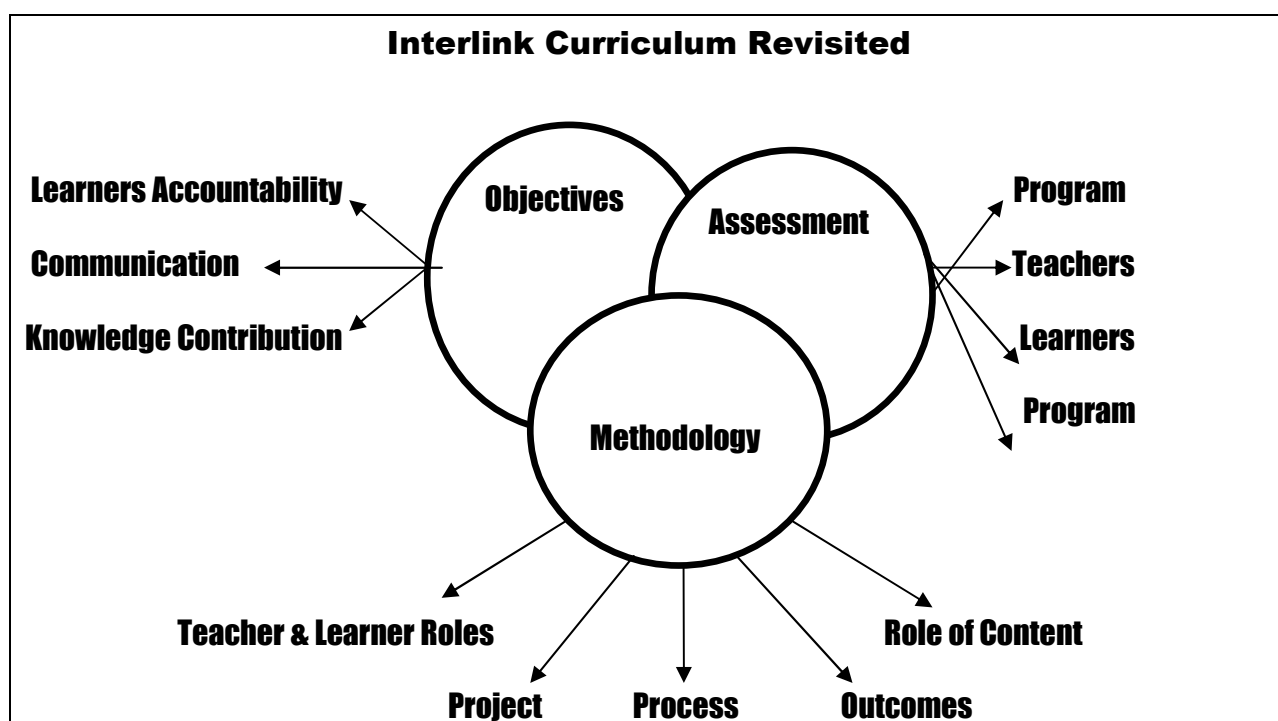 Interlink Curriculum Revisited
Objectives
Assessment
Methodology
Learners Accountability
Communication
Knowledge Contribution
Program
Teachers
Learners
Program
Teacher & Learner Roles
Role of Content
Project
Process
Outcomes